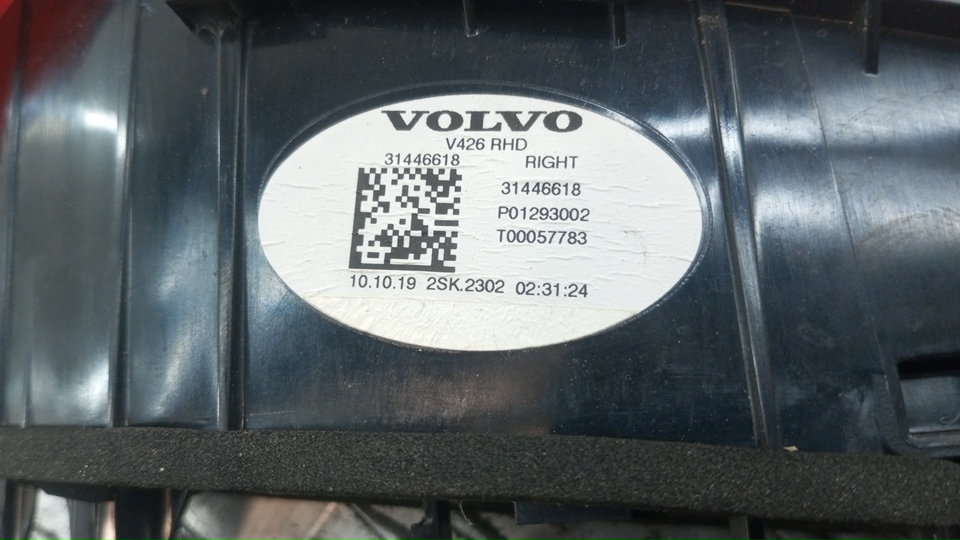 VOLVO
V426 RHD
31446618 RIGHT
31446618
P01293002
T00057783
10.10.19 2SK.2302 02:31:24